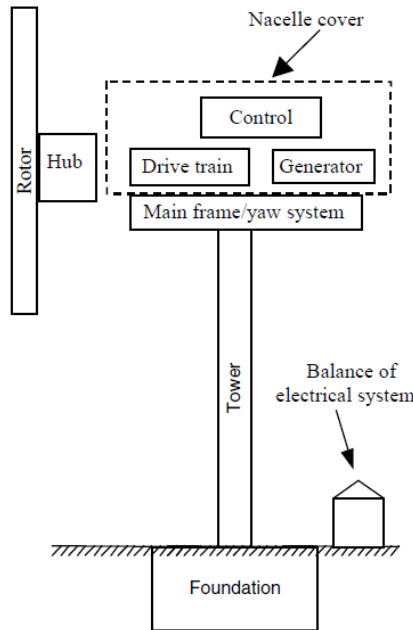 Nacelle cover
Control
Rotor
Hub
Drive train
Generator
Main frame/yaw system
Tower
Balance of
electrical system
Foundation